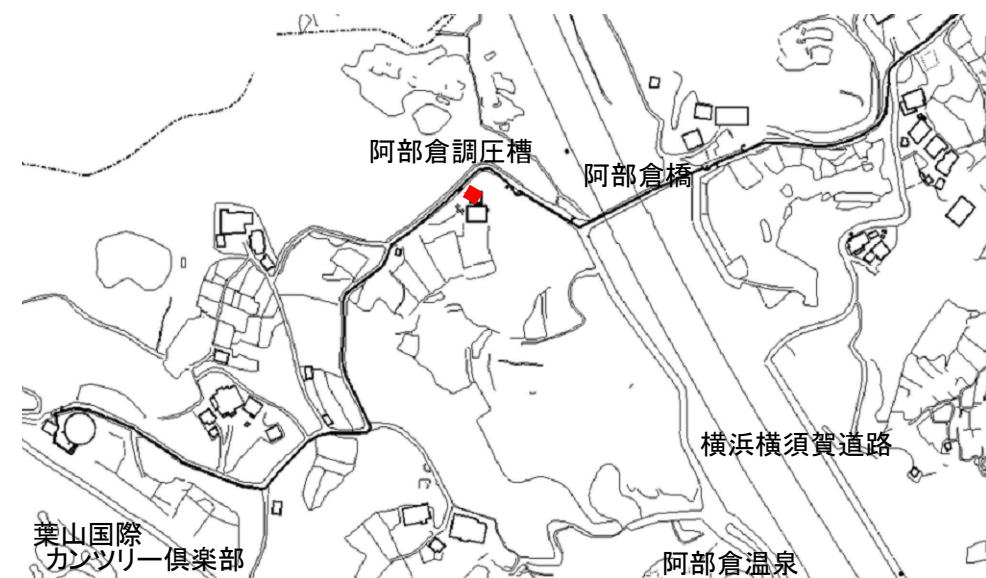 阿部倉調圧槽
阿部倉橋
横浜横須賀道路
葉山国際
カンツリー倶楽部
阿部倉温泉